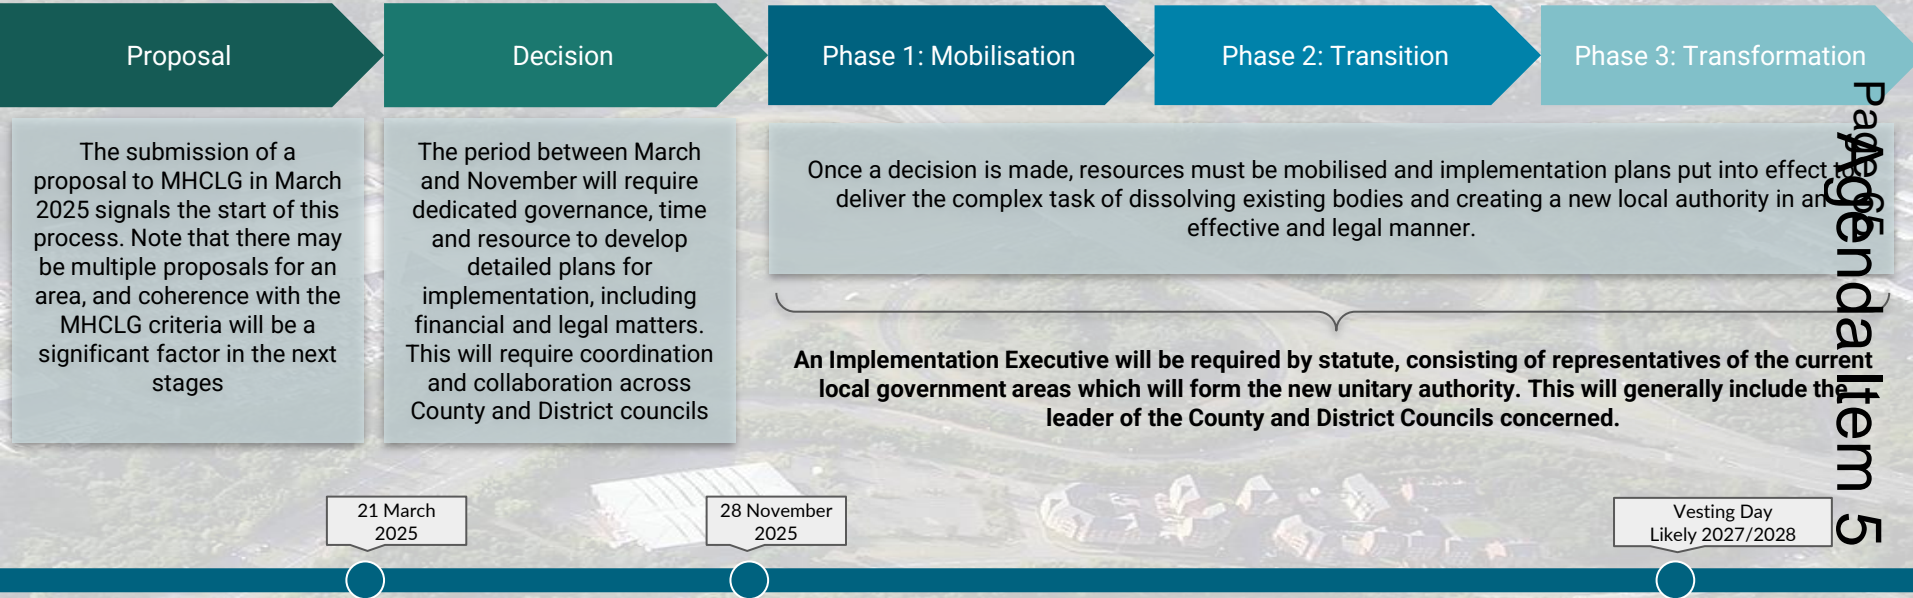 Proposal
Decision
Phase 1: Mobilisation
Phase 2: Transition
Phase 3: Transformation
The submission of a
proposal to MHCLG in March
2025 signals the start of this
process. Note that there may
be multiple proposals for an
area, and coherence with the
MHCLG criteria will be a
significant factor in the next
stages
The period between March
and November will require
dedicated governance, time
and resource to develop
detailed plans for
implementation, including
financial and legal matters.
This will require coordination
and collaboration across
County and District councils
Once a decision is made, resources must be mobilised and implementation plans put into effect to
deliver the complex task of dissolving existing bodies and creating a new local authority in an
effective and legal manner.
An Implementation Executive will be required by statute, consisting of representatives of the current
local government areas which will form the new unitary authority. This will generally include the
leader of the County and District Councils concerned.
21 March
2025
28 November
2025
Vesting Day
Likely 2027/2028
Page 65
Agenda Item 5